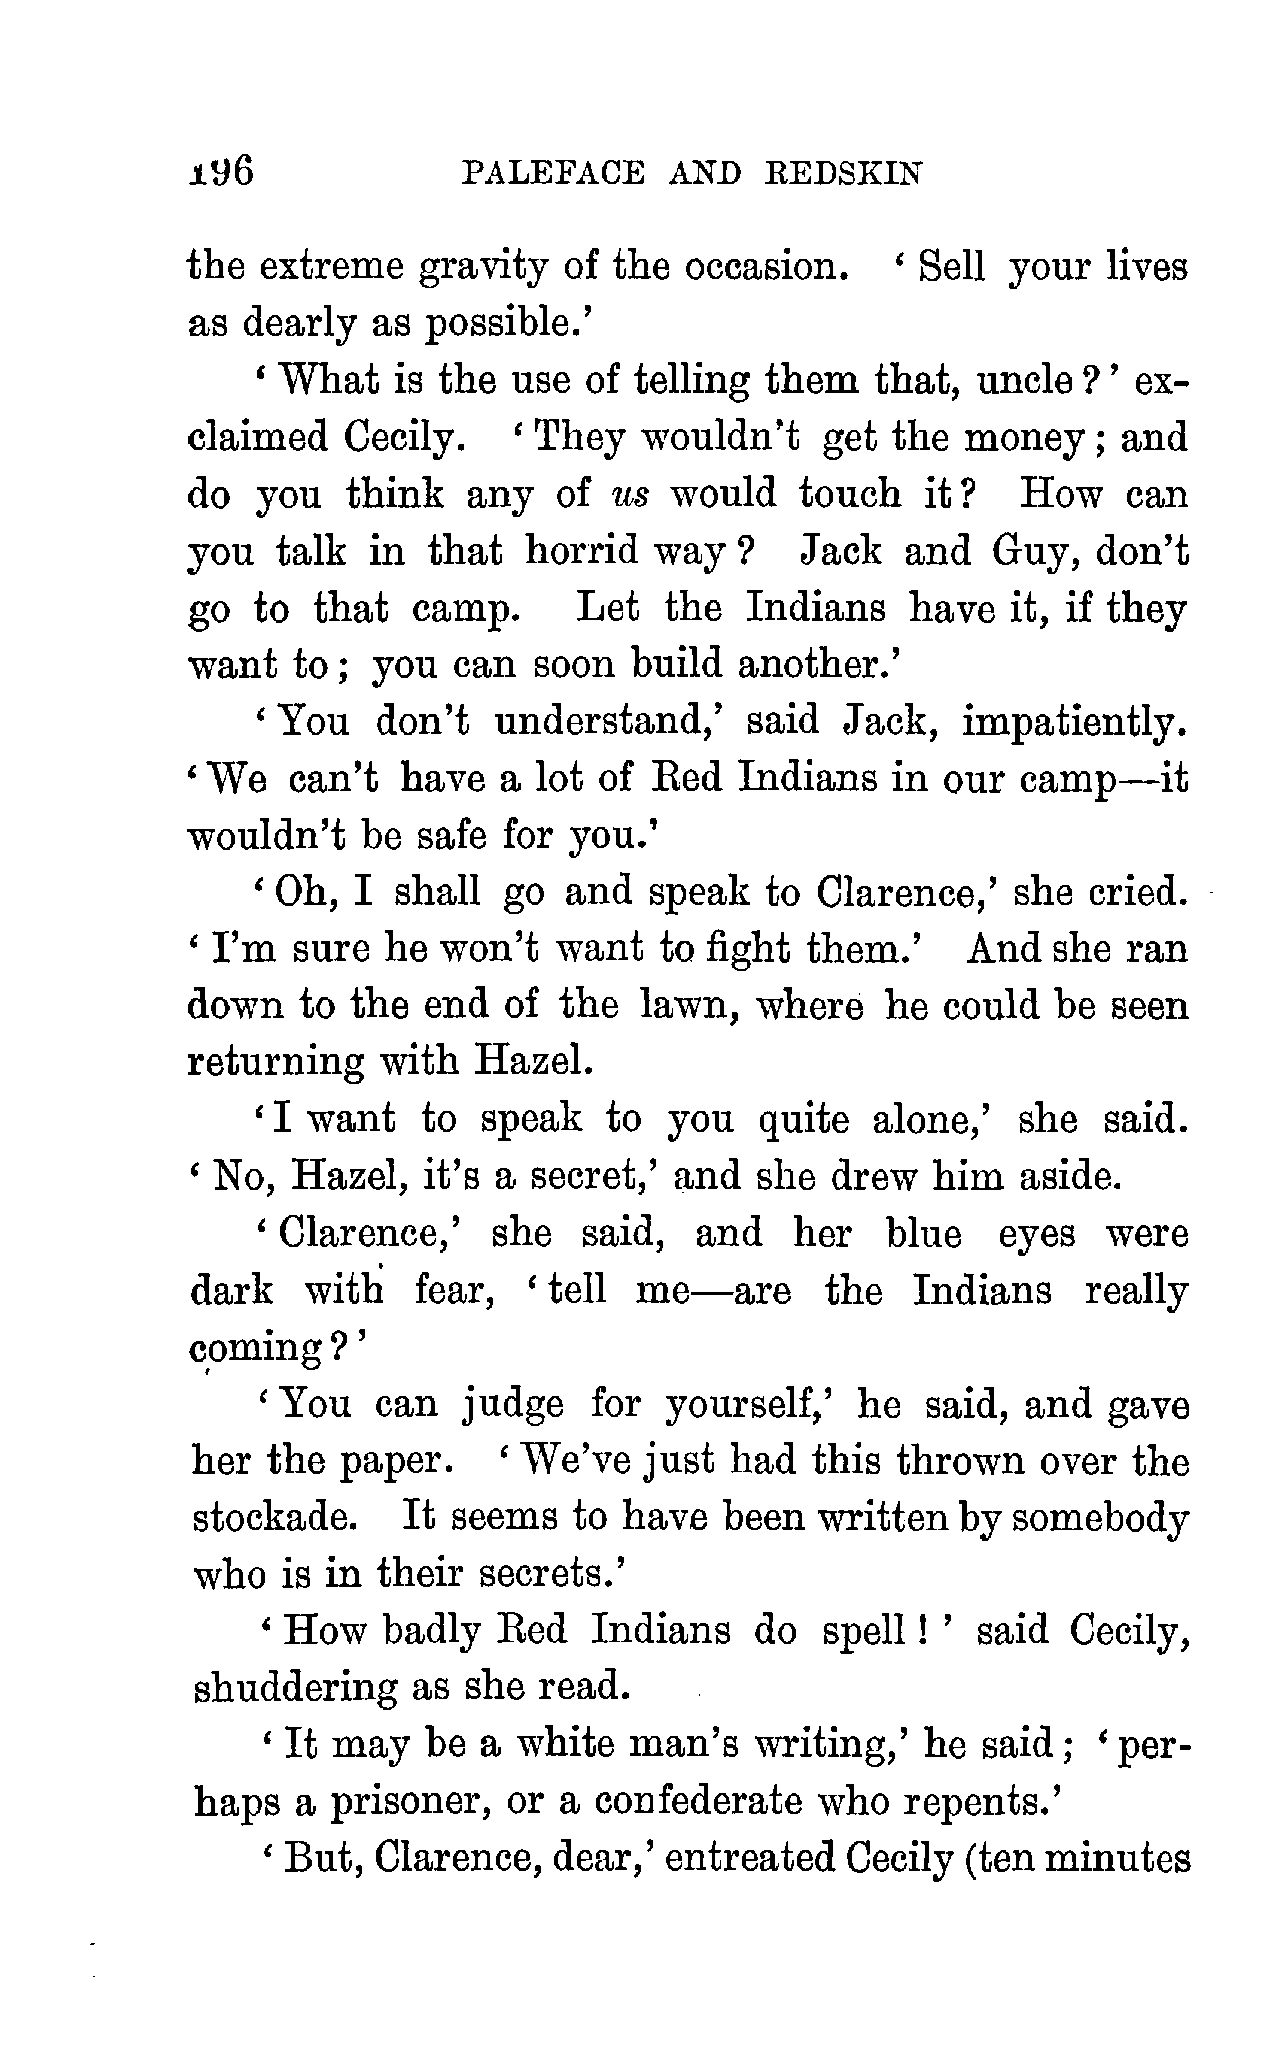 196 PALEFACE AND REDSKIN
the extreme gravity of the occasion. ‘Sell your lives
as dearly as possible.’
‘What is the use of telling them that, uncle?’ ex-
claimed Cecily. ‘They wouldn’t get the money; and
do you think any of us would touch it? How can
you talk in that horrid way? Jack and Guy, don’t
go to that camp. Let the Indians have it, if they
want to; you can soon build another.’
‘You don’t understand,’ said Jack, impatiently.
‘We can’t have a lot of Red Indians in our camp—it
wouldn’t be safe for you.’
‘Oh, I shall go and speak to Clarence,’ she cried.
‘I’m sure he won’t want to fight them.’ And she ran
down to the end of the lawn, where he could be seen
returning with Hazel.
‘I want to speak to you quite alone,’ she said.
‘No, Hazel, it’s a secret,’ and she drew him aside.
‘Clarence,’ she said, and her blue eyes were
dark with fear, ‘tell me—are the Indians really
coming?’
‘You can judge for yourself,’ he said, and gave
her the paper. ‘We’ve just had this thrown over the
stockade. It seems to have been written by somebody
who is in their secrets.’
‘How badly Red Indians do spell!’ said Cecily,
shuddering as she read.
‘It may be a white man’s writing,’ he said; ‘per-
haps a prisoner, or a confederate who repents.’
‘But, Clarence, dear,’ entreated Cecily (ten minutes